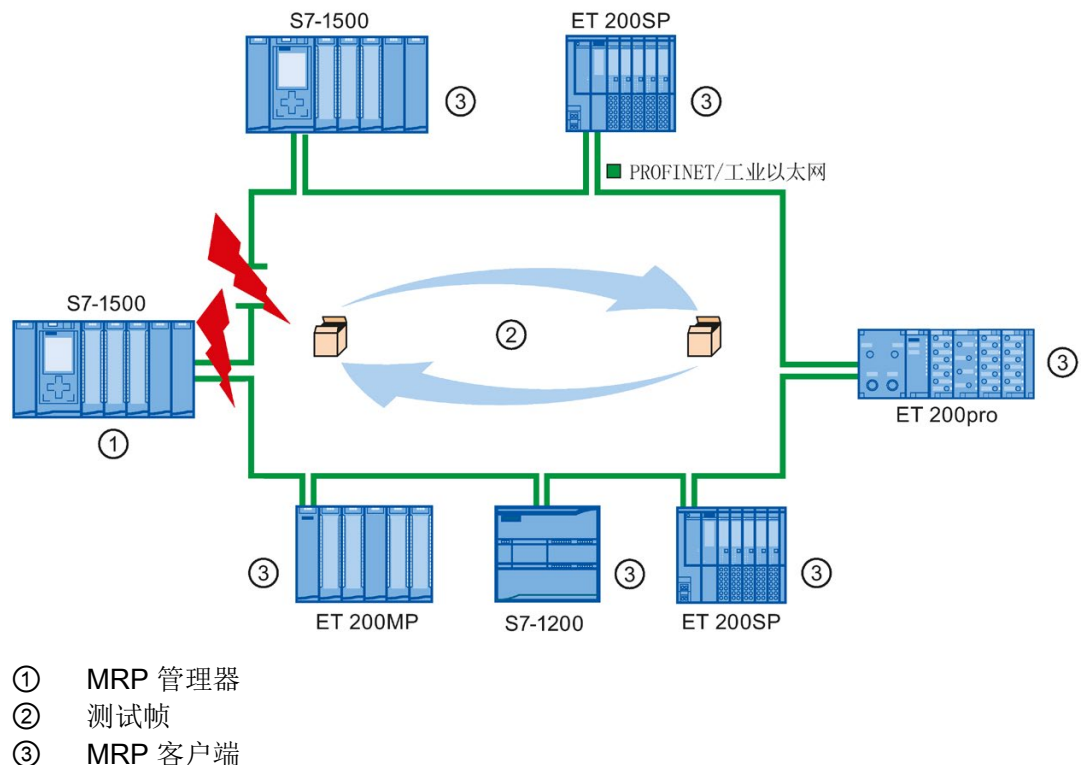 S7-1500
ET 200SP
③
③
PROFINET/工业以太网
S7-1500
②
③
①
ET 200pro
③
③
③
ET 200MP
S7-1200
ET 200SP
① MRP 管理器
② 测试帧
③ MRP 客户端